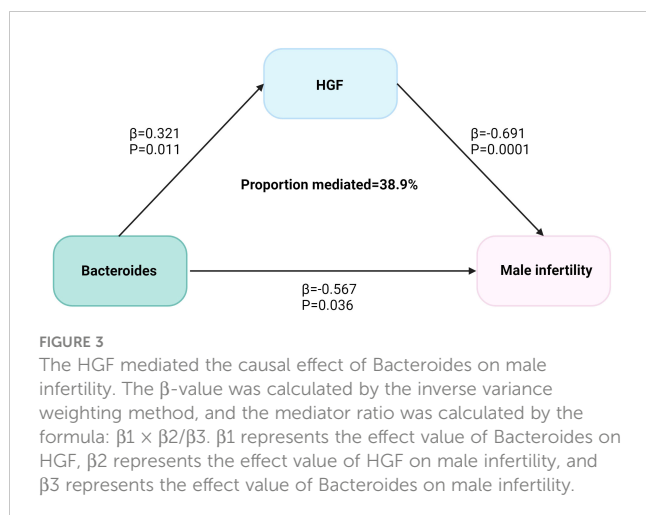 HGF
β=0.321
P=0.011
β=-0.691
P=0.0001
Proportion mediated=38.9%
Bacteroides
Male infertility
β=-0.567
P=0.036
FIGURE 3
The HGF mediated the causal effect of Bacteroides on male
infertility. The β-value was calculated by the inverse variance
weighting method, and the mediator ratio was calculated by the
formula: β1 × β2/β3. β1 represents the effect value of Bacteroides on
HGF, β2 represents the effect value of HGF on male infertility, and
β3 represents the effect value of Bacteroides on male infertility.